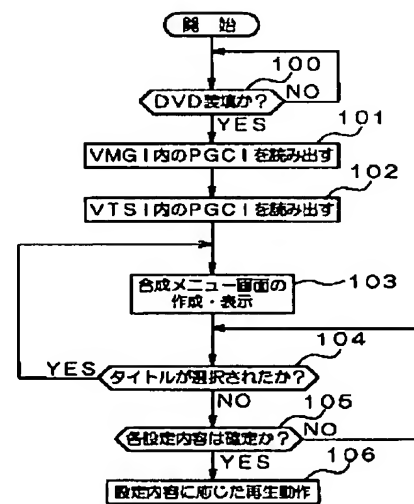 開 始
100
DVD装填か?
NO
YES
101
VMGI内のPGCIを読み出す
102
VTSI内のPGCIを読み出す
合成メニュー画面の
作成・表示
103
104
YES
タイトルが選択されたか?
NO
105
各設定内容は確定か?
NO
YES
106
設定内容に応じた再生動作